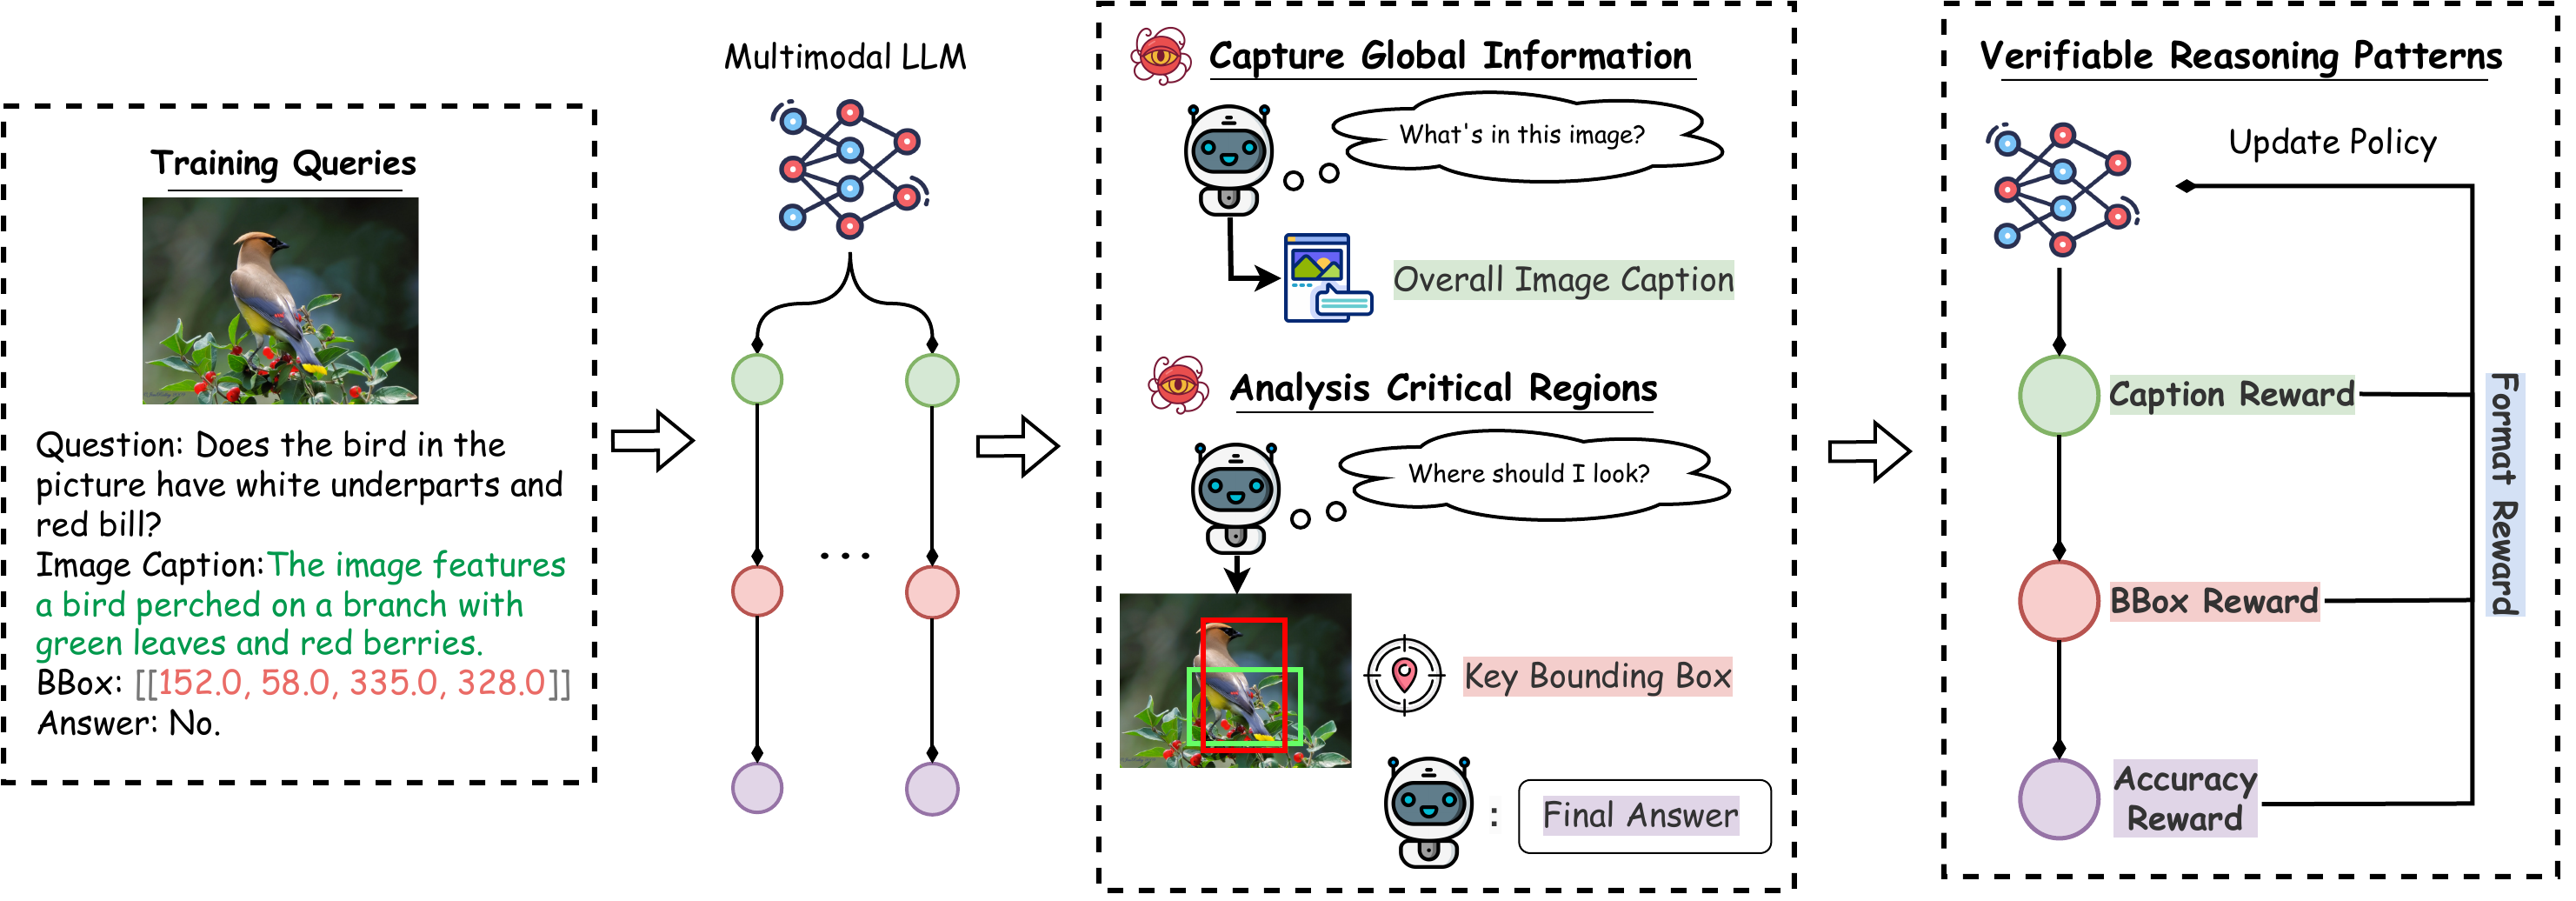 Training Queries
Question: Does the bird in the
picture have white underparts and
red bill?
Image Caption:The image features
a bird perched on a branch with
green leaves and red berries.
BBox: [[152.0, 58.0, 335.0, 328.0]]
Answer: No.
Multimodal LLM
...
Capture Global Information
What's in this image?
Overall Image Caption
Analysis Critical Regions
Where should I look?
Key Bounding Box
: Final Answer
Verifiable Reasoning Patterns
Update Policy
Caption Reward
BBox Reward
Accuracy
Reward
Format Reward